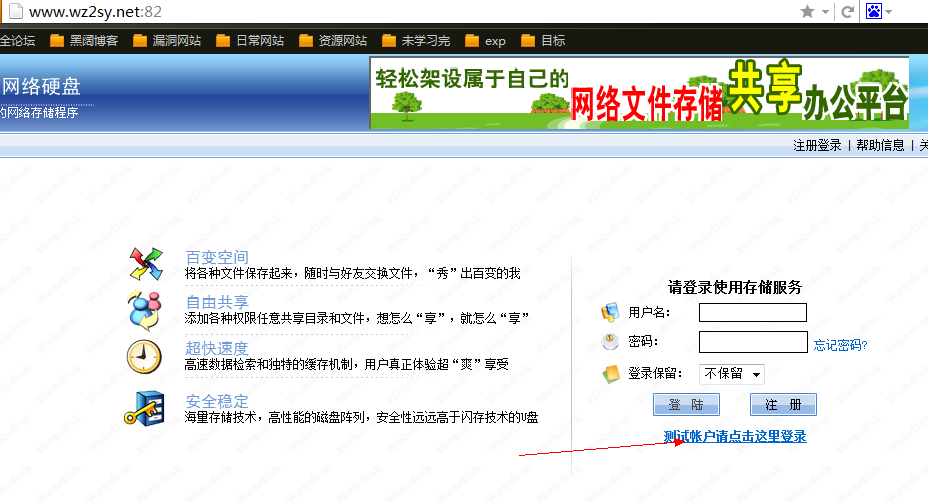 www.wz2sy.net:82
全论坛 黑阔博客 漏洞网站 日常网站 资源网站 未学习完 exp 目标
网络硬盘
的网络存储程序
轻松架设属于自己的
网络文件存储
共享
办公平台
注册登录 | 帮助信息 | 关
百变空间
将各种文件保存起来，随时与好友交换文件，“秀”出百变的我
自由共享
添加各种权限任意共享目录和文件，想怎么“享”，就怎么“享”
超快速度
高速数据检索和独特的缓存机制，用户真正体验超“爽”享受
安全稳定
海量存储技术，高性能的磁盘阵列，安全性远远高于闪存技术的U盘
请登录使用存储服务
用户名：
密码： 忘记密码?
登录保留： 不保留
登 陆 注 册
测试帐户请点击这里登录
Webdisk